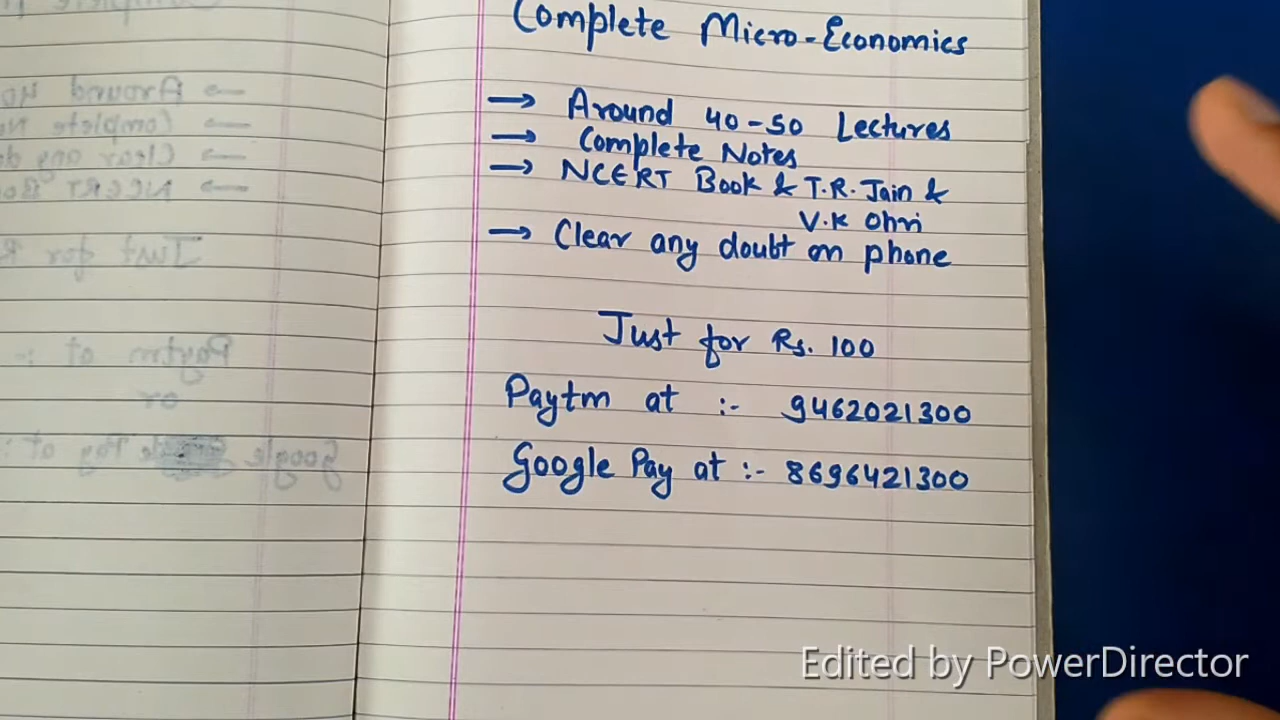 Complete Micro-Economics
→ Around 40-50 Lectures
→ Complete Notes
→ NCERT Book & T.R. Jain &
V.K Ohri
→ Clear any doubt on phone
Just for Rs. 100
Paytm at :- 9462021300
Google Pay at :- 8696421300
Edited by PowerDirector